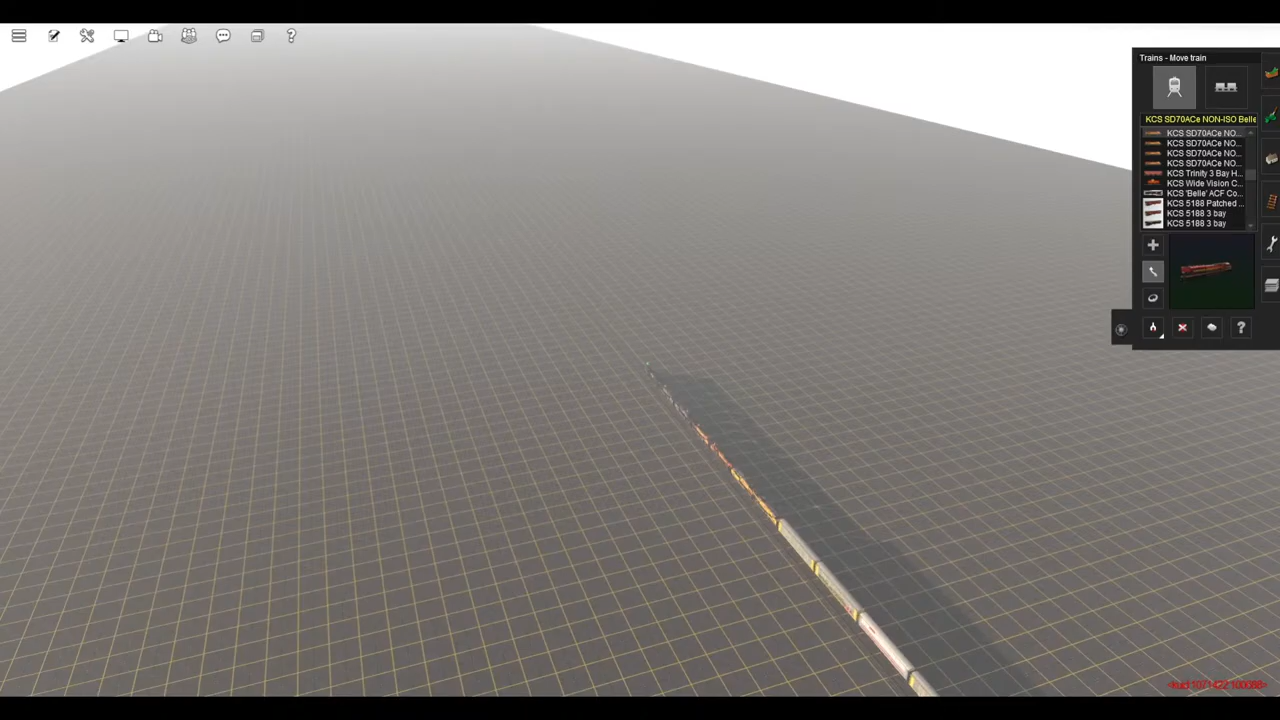 Trains - Move train
KCS SD70ACe NON-ISO Belle
KCS SD70ACe NO...
KCS SD70ACe NO...
KCS SD70ACe NO...
KCS SD70ACe NO...
KCS Trinity 3 Bay H...
KCS Wide Vision C...
KCS 'Belle' ACF Co...
KCS 5188 Patched ...
KCS 5188 3 bay
KCS 5188 3 bay
?
?